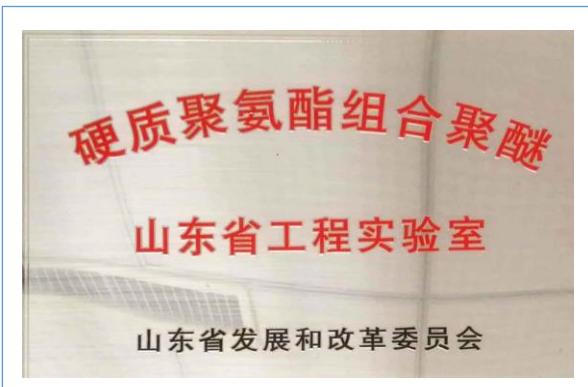 硬质聚氨酯组合聚醚
山东省工程实验室
山东省发展和改革委员会